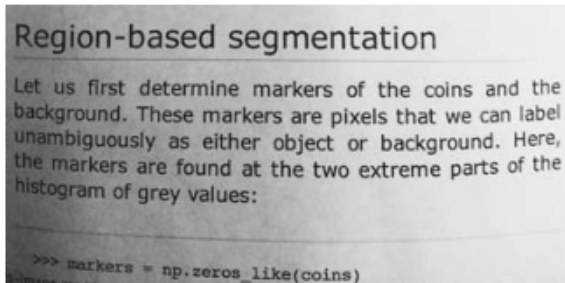 Region-based segmentation
Let us first determine markers of the coins and the
background. These markers are pixels that we can label
unambiguously as either object or background. Here,
the markers are found at the two extreme parts of the
histogram of grey values:
>>> markers = np.zeros_like(coins)